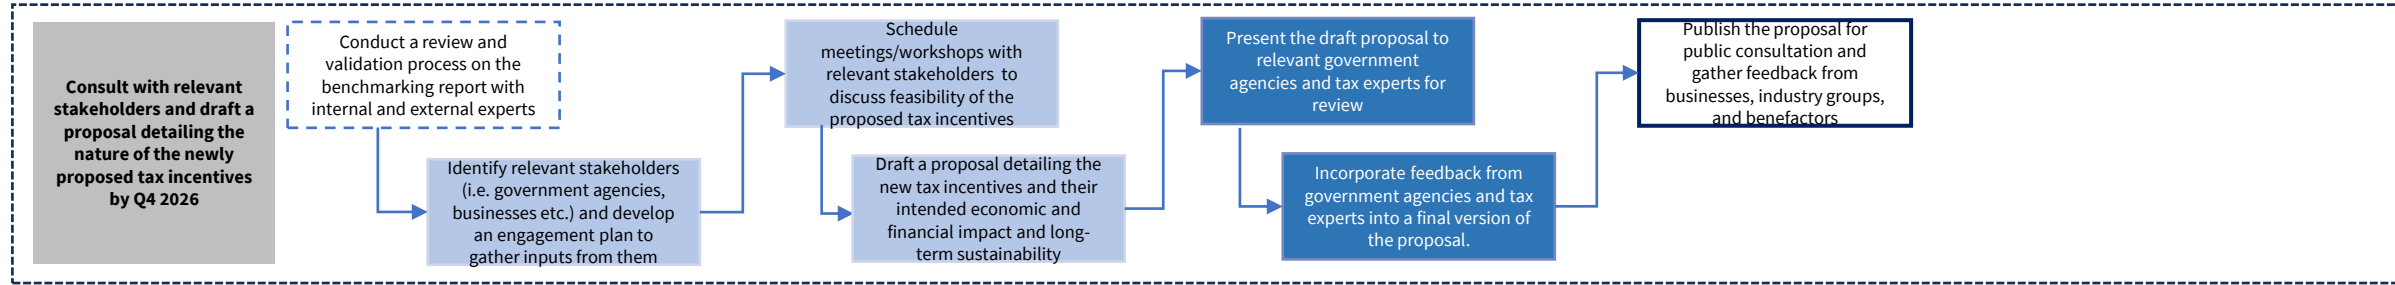 Consult with relevant
stakeholders and draft a
proposal detailing the
nature of the newly
proposed tax incentives
by Q4 2026
Conduct a review and
validation process on the
benchmarking report with
internal and external experts
Identify relevant stakeholders
(i.e. government agencies,
businesses etc.) and develop
an engagement plan to
gather inputs from them
Schedule
meetings/workshops with
relevant stakeholders to
discuss feasibility of the
proposed tax incentives
Draft a proposal detailing the
new tax incentives and their
intended economic and
financial impact and long-
term sustainability
Present the draft proposal to
relevant government
agencies and tax experts for
review
Incorporate feedback from
government agencies and tax
experts into a final version of
the proposal.
Publish the proposal for
public consultation and
gather feedback from
businesses, industry groups,
and benefactors